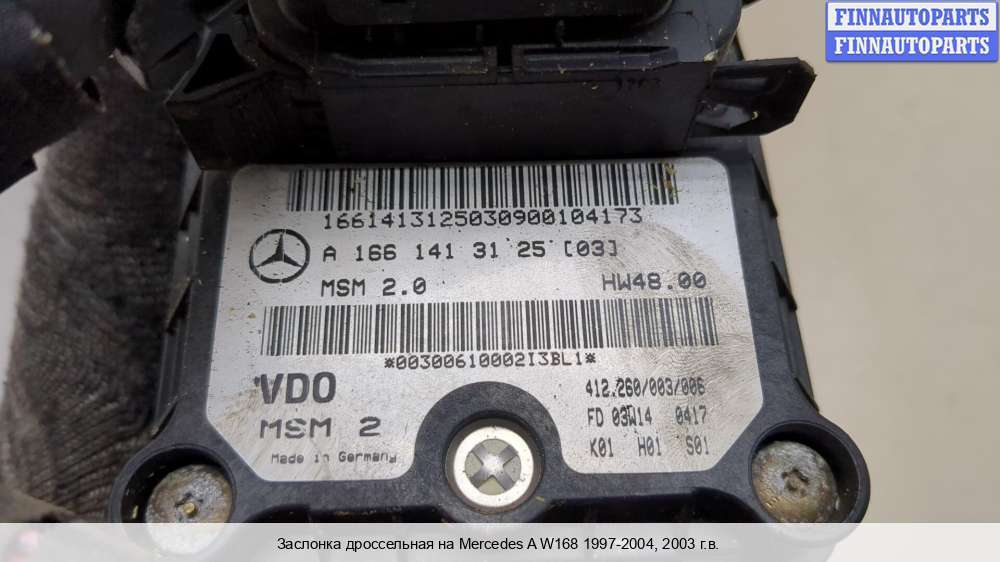 FINNAUTOPARTS
FINNAUTOPARTS
1661413125030900104173
A 166 141 31 25 [03]
MSM 2.0 HW48.00
*00300610002I3BL1*
VDO 412.260/003/006
MSM 2 FD 03W14 0417
Made in Germany K01 H01 S01
Заслонка дроссельная на Mercedes A W168 1997-2004, 2003 г.в.